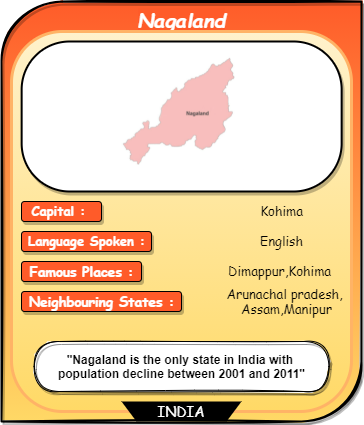 Nagaland
Nagaland
Capital : Kohima
Language Spoken : English
Famous Places : Dimappur,Kohima
Neighbouring States : Arunachal pradesh,
Assam,Manipur
"Nagaland is the only state in India with
population decline between 2001 and 2011"
INDIA